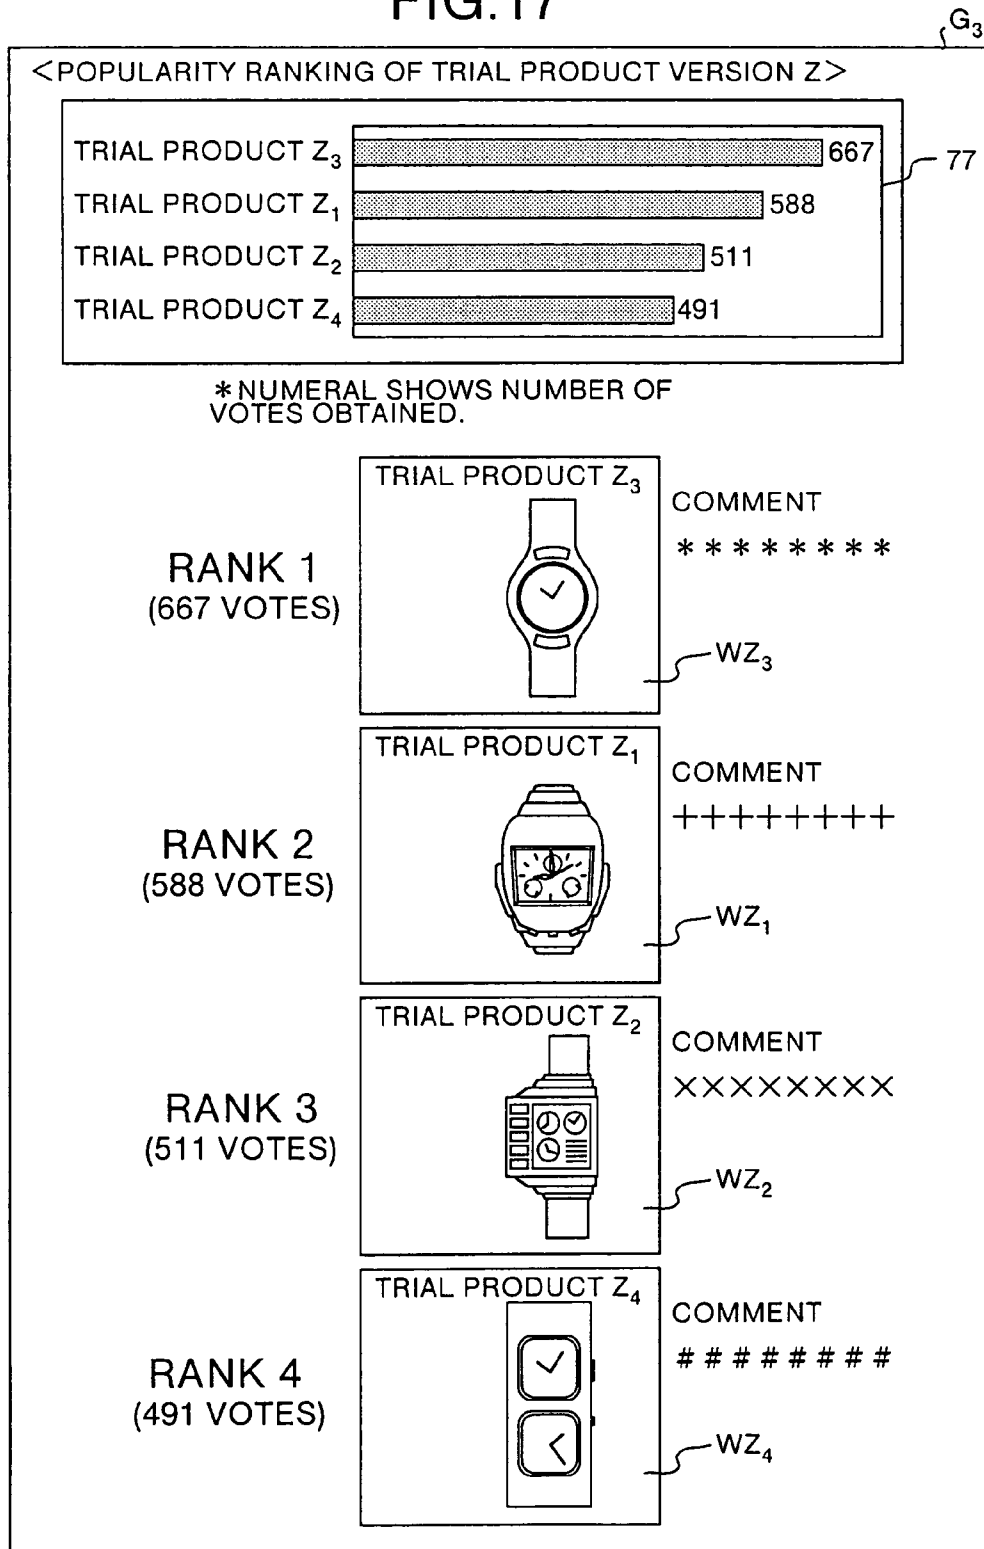 FIG.17
G3
<POPULARITY RANKING OF TRIAL PRODUCT VERSION Z>
TRIAL PRODUCT Z3 667
77
TRIAL PRODUCT Z1 588
TRIAL PRODUCT Z2 511
TRIAL PRODUCT Z4 491
*NUMERAL SHOWS NUMBER OF
VOTES OBTAINED.
TRIAL PRODUCT Z3
COMMENT
********
RANK 1
(667 VOTES)
WZ3
TRIAL PRODUCT Z1
COMMENT
++++++++
RANK 2
(588 VOTES)
WZ1
TRIAL PRODUCT Z2
COMMENT
××××××××
RANK 3
(511 VOTES)
WZ2
TRIAL PRODUCT Z4
COMMENT
########
RANK 4
(491 VOTES)
WZ4